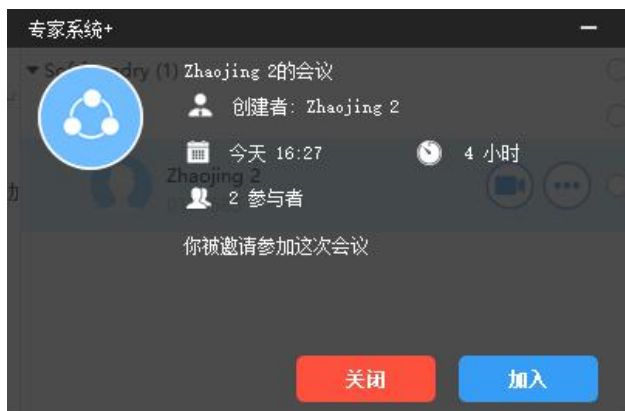 专家系统+
Zhaojing 2的会议
创建者: Zhaojing 2
今天 16:27
4 小时
Zhaojing 2
2 参与者
你被邀请参加这次会议
关闭
加入